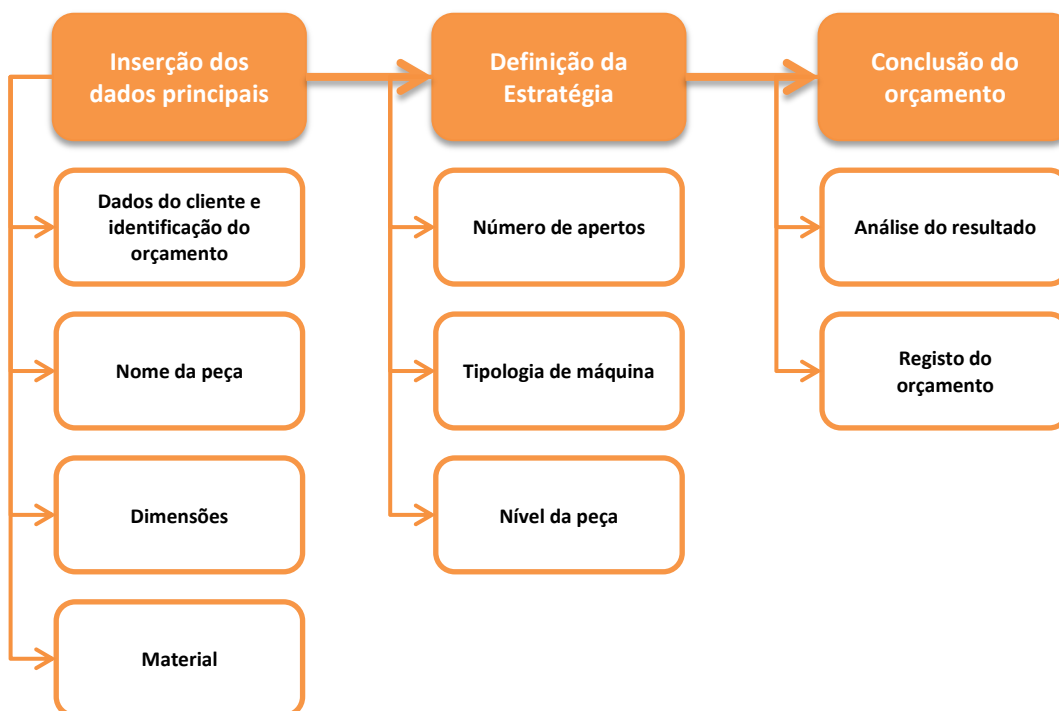 Inserção dos
dados principais
Definição da
Estratégia
Conclusão do
orçamento
Dados do cliente e
identificação do
orçamento
Número de apertos
Análise do resultado
Nome da peça
Tipologia de máquina
Registo do
orçamento
Dimensões
Nível da peça
Material